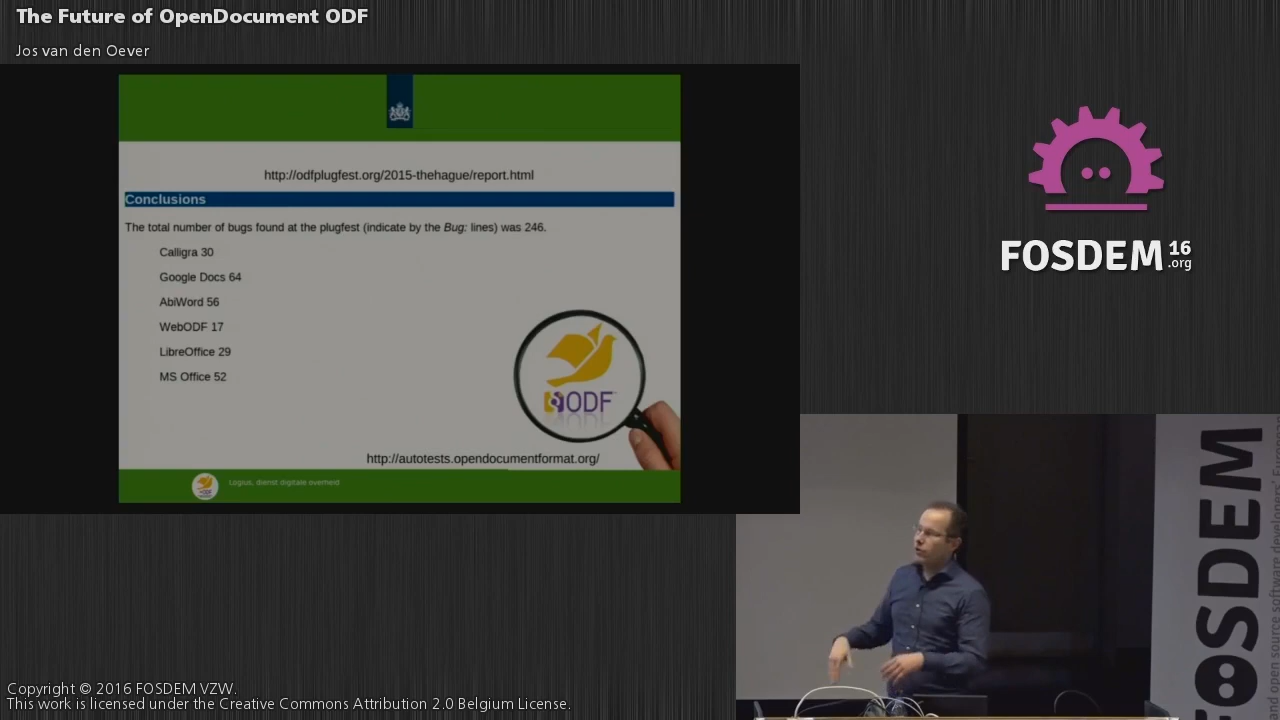 The Future of OpenDocument ODF
Jos van den Oever
http://odfplugfest.org/2015-thehague/report.html
Conclusions
The total number of bugs found at the plugfest (indicate by the Bug: lines) was 246.
Calligra 30
Google Docs 64
AbiWord 56
WebODF 17
LibreOffice 29
MS Office 52
ODF
http://autotests.opendocumentformat.org/
Logius, dienst digitale overheid
FOSDEM 16
.org
FOSDEM
Copyright © 2016 FOSDEM VZW.
This work is licensed under the Creative Commons Attribution 2.0 Belgium License.